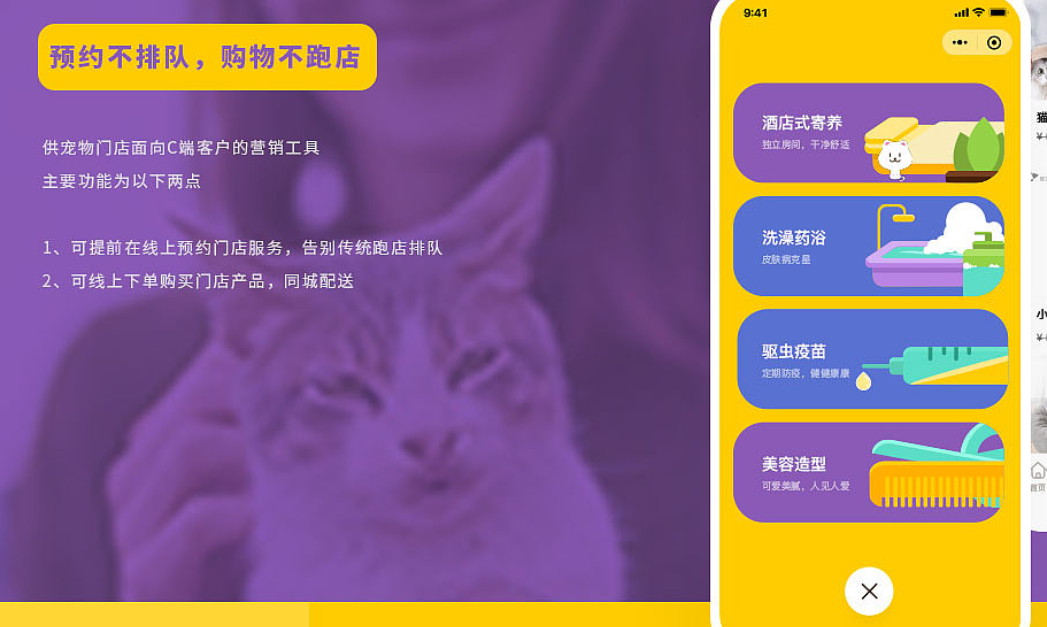 预约不排队，购物不跑店
供宠物门店面向C端客户的营销工具
主要功能为以下两点
1、可提前在线上预约门店服务，告别传统跑店排队
2、可线上下单购买门店产品，同城配送
9:41
酒店式寄养
独立房间，干净舒适
洗澡药浴
皮肤病克星
驱虫疫苗
定期防疫，健健康康
美容造型
可爱美腻，人见人爱
猫
¥
小
¥
首页